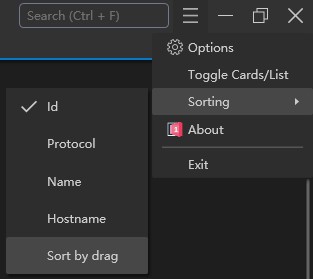 Search (Ctrl + F)
Options
Toggle Cards/List
Sorting
About
Exit
Id
Protocol
Name
Hostname
Sort by drag